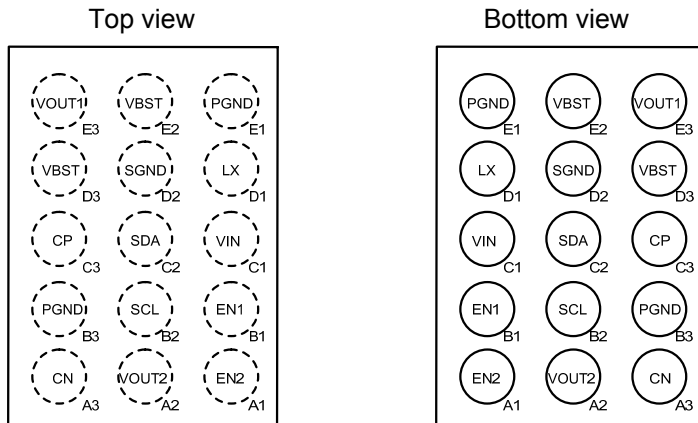 Top view
Bottom view
VOUT1 VBST PGND
E3 E2 E1
VBST SGND LX
D3 D2 D1
CP SDA VIN
C3 C2 C1
PGND SCL EN1
B3 B2 B1
CN VOUT2 EN2
A3 A2 A1
PGND VBST VOUT1
E1 E2 E3
LX SGND VBST
D1 D2 D3
VIN SDA CP
C1 C2 C3
EN1 SCL PGND
B1 B2 B3
EN2 VOUT2 CN
A1 A2 A3